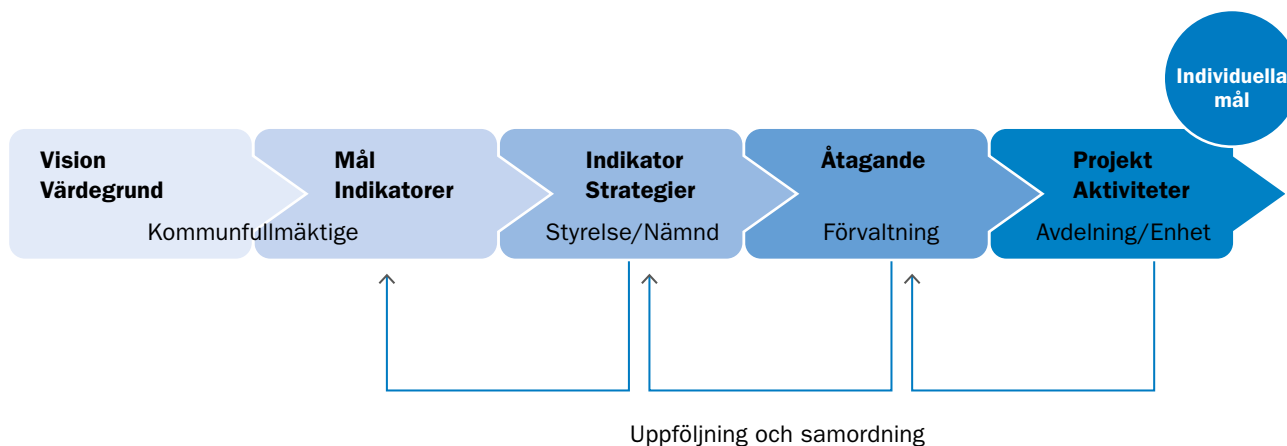 Individuella
mål
Vision
Värdegrund
Mål
Indikatorer
Kommunfullmäktige
Indikator
Strategier
Styrelse/Nämnd
Åtagande
Förvaltning
Projekt
Aktiviteter
Avdelning/Enhet
Uppföljning och samordning